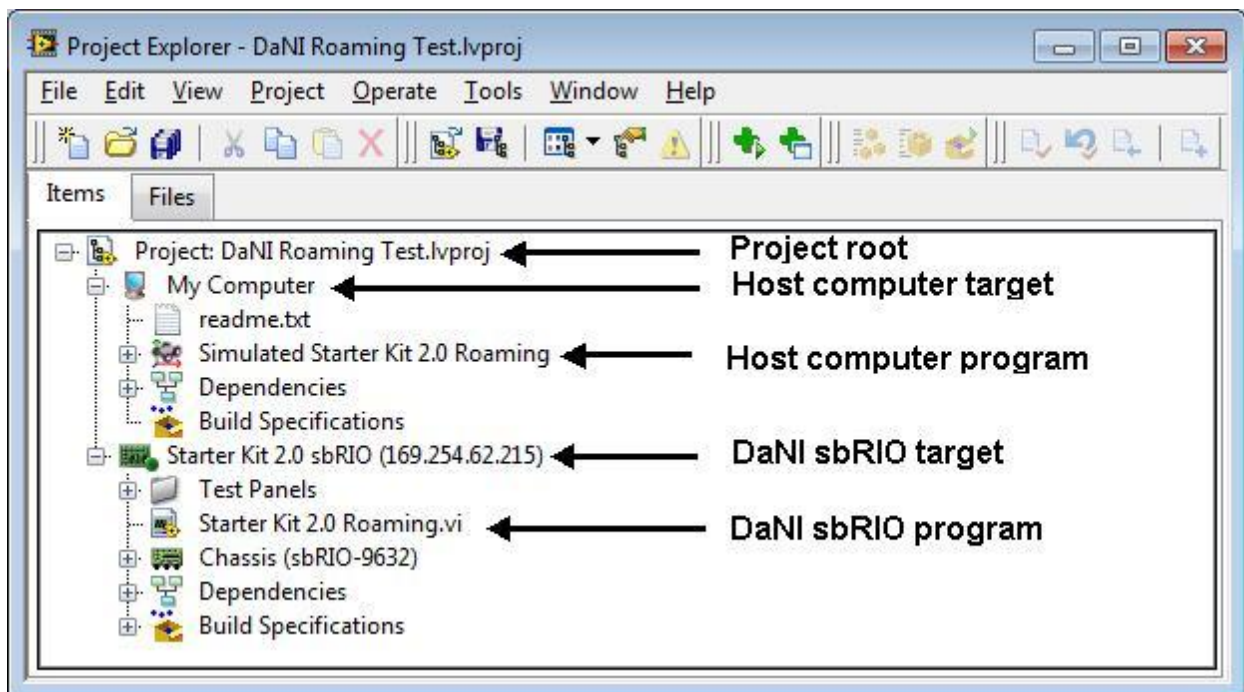 Project Explorer - DaNI Roaming Test.lvproj
File Edit View Project Operate Tools Window Help
Items Files
Project: DaNI Roaming Test.lvproj Project root
My Computer Host computer target
readme.txt
Simulated Starter Kit 2.0 Roaming Host computer program
Dependencies
Build Specifications
Starter Kit 2.0 sbRIO (169.254.62.215) DaNI sbRIO target
Test Panels
Starter Kit 2.0 Roaming.vi DaNI sbRIO program
Chassis (sbRIO-9632)
Dependencies
Build Specifications